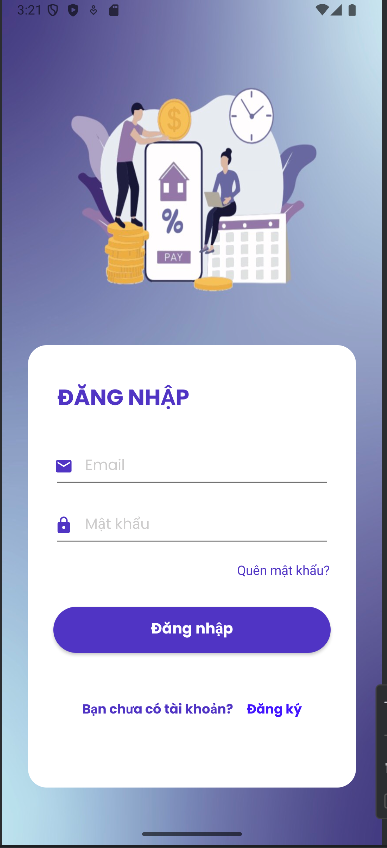 3:21
$
%
PAY
ĐĂNG NHẬP
Email
Mật khẩu
Quên mật khẩu?
Đăng nhập
Bạn chưa có tài khoản? Đăng ký